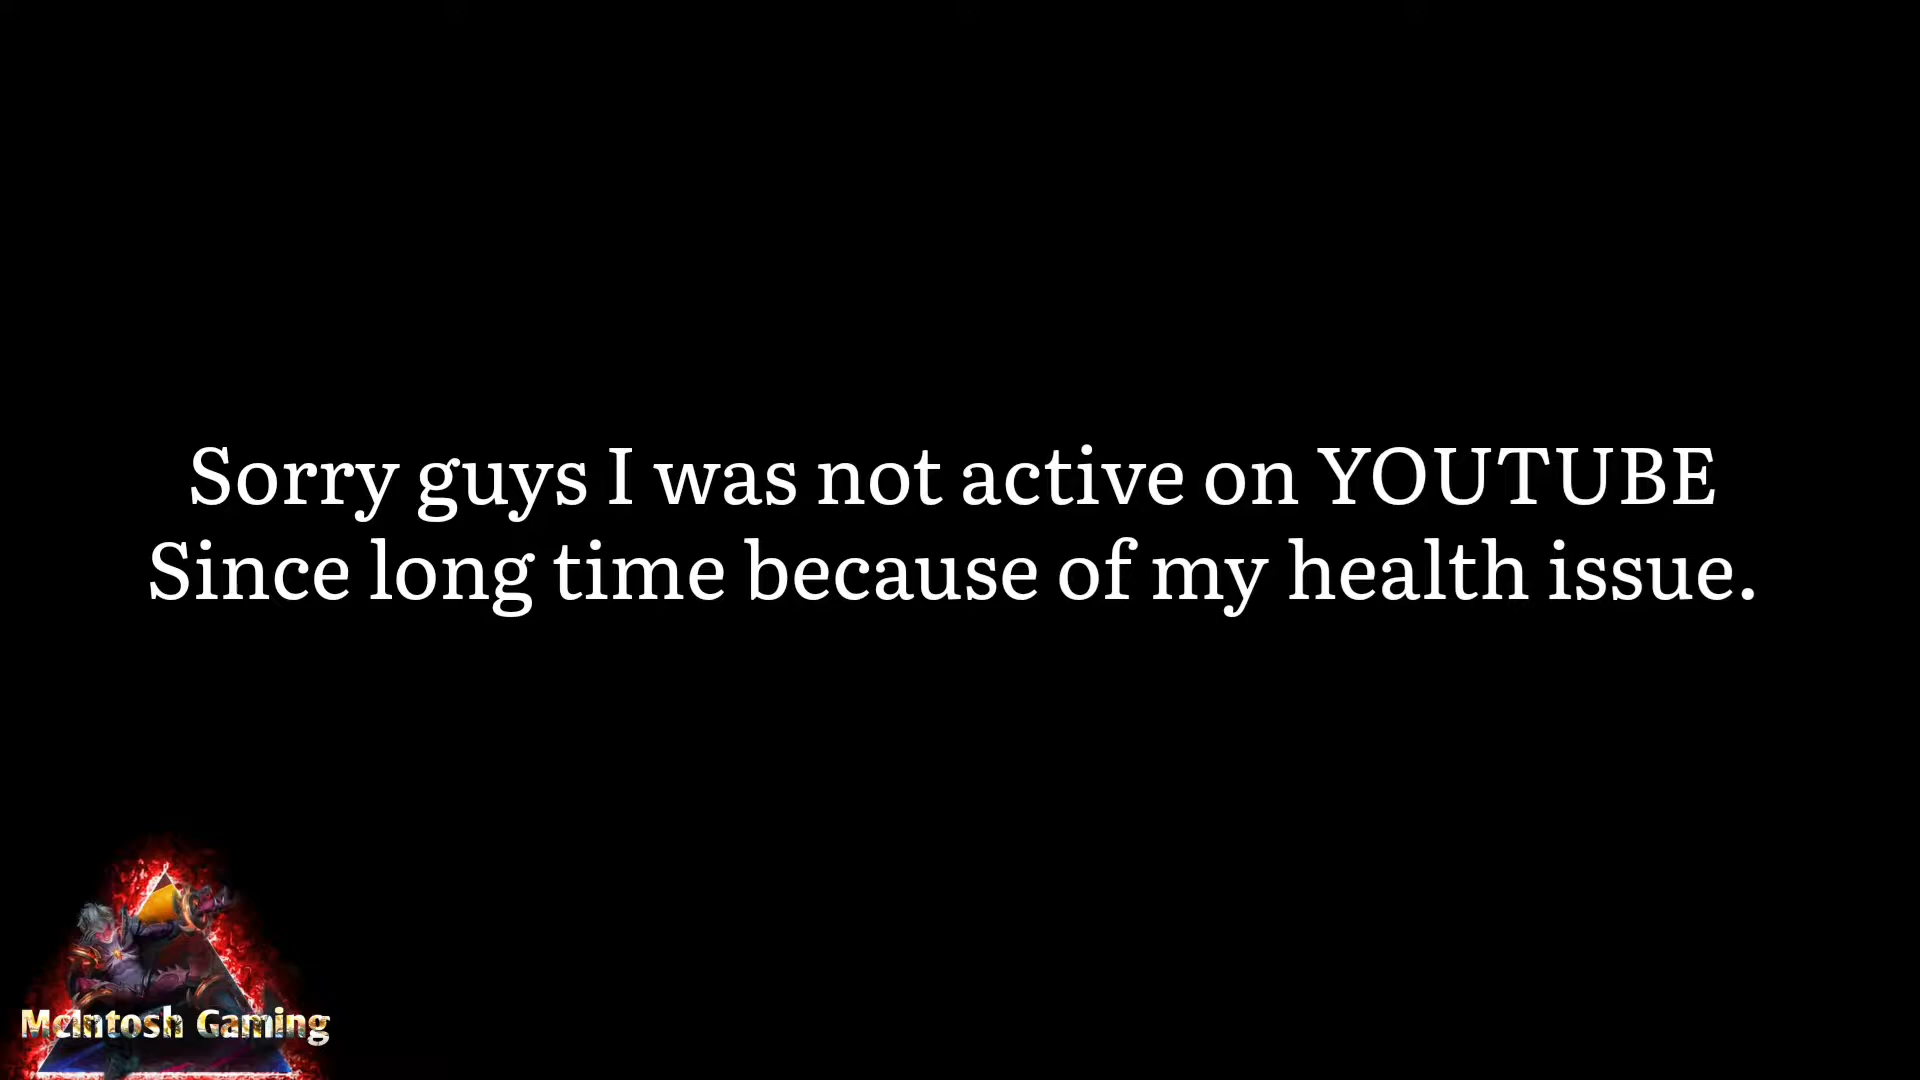 Sorry guys I was not active on YOUTUBE
Since long time because of my health issue.
McIntosh Gaming